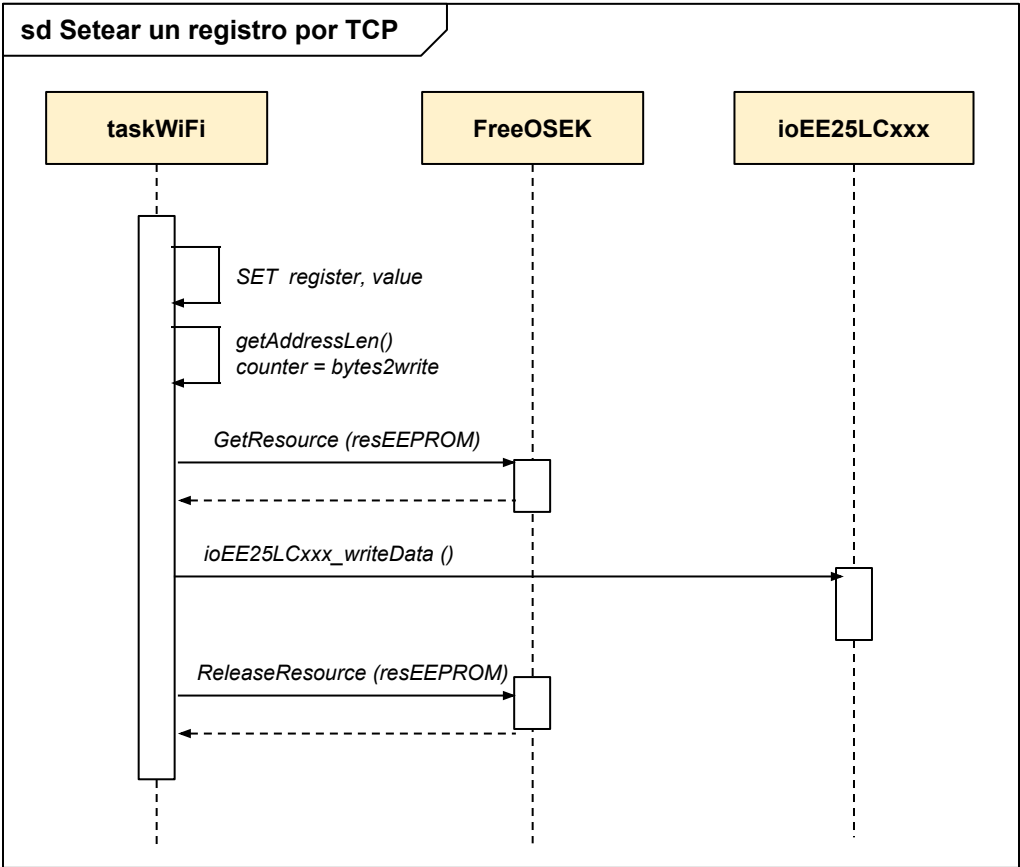 sd Setear un registro por TCP
taskWiFi
FreeOSEK
ioEE25LCxxx
SET register, value
getAddressLen()
counter = bytes2write
GetResource (resEEPROM)
ioEE25LCxxx_writeData ()
ReleaseResource (resEEPROM)